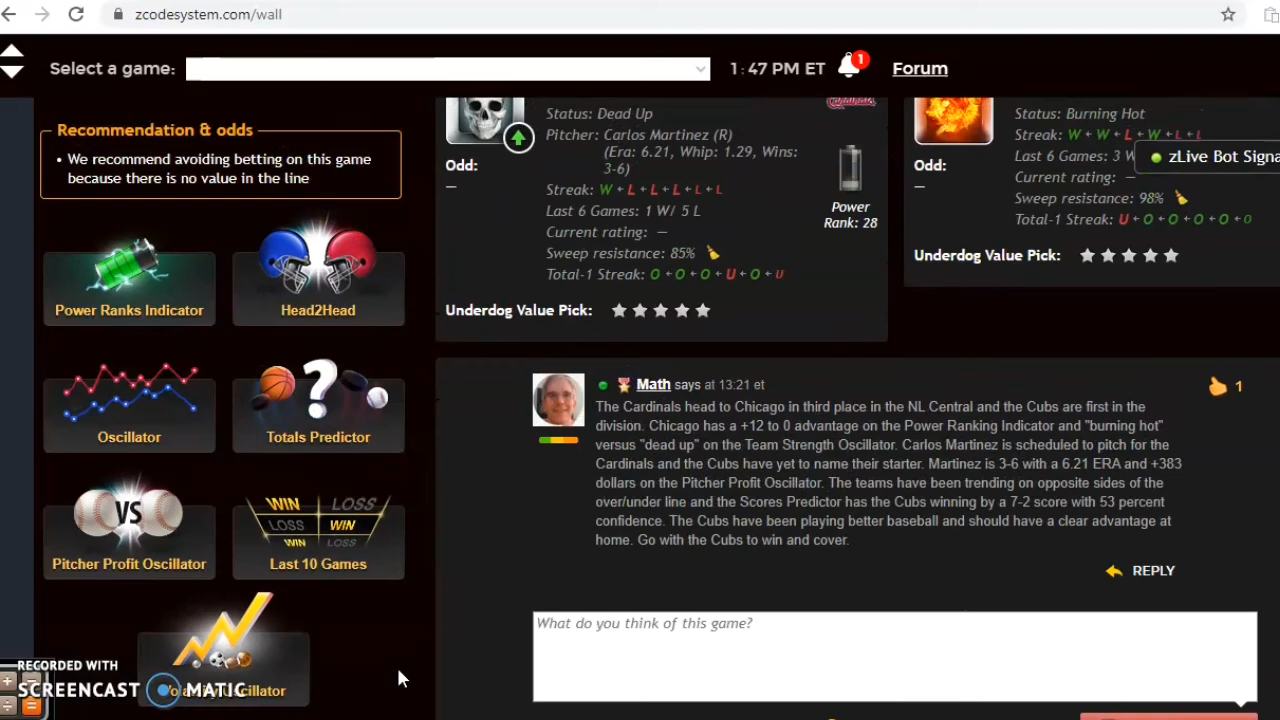 zcodesystem.com/wall
Select a game:
1:47 PM ET
1
Forum
Recommendation & odds
• We recommend avoiding betting on this game
because there is no value in the line
Power Ranks Indicator
Head2Head
Oscillator
Totals Predictor
VS
Pitcher Profit Oscillator
WIN LOSS
LOSS WIN
WIN LOSS
Last 10 Games
Oscillator
Cardinals
Status: Dead Up
Pitcher: Carlos Martinez (R)
(Era: 6.21, Whip: 1.29, Wins:
3-6)
Odd:
—
Streak: W L L L L L
Last 6 Games: 1 W/ 5 L
Current rating: —
Sweep resistance: 85%
Total-1 Streak: O O O U O U
Power
Rank: 28
Underdog Value Pick:
Status: Burning Hot
Streak: W W L W L L
Odd:
—
Last 6 Games: 3 W
zLive Bot Signa
Current rating: —
Sweep resistance: 98%
Total-1 Streak: U O O O O O
Underdog Value Pick:
Math says at 13:21 et
1
The Cardinals head to Chicago in third place in the NL Central and the Cubs are first in the
division. Chicago has a +12 to 0 advantage on the Power Ranking Indicator and "burning hot"
versus "dead up" on the Team Strength Oscillator. Carlos Martinez is scheduled to pitch for the
Cardinals and the Cubs have yet to name their starter. Martinez is 3-6 with a 6.21 ERA and +383
dollars on the Pitcher Profit Oscillator. The teams have been trending on opposite sides of the
over/under line and the Scores Predictor has the Cubs winning by a 7-2 score with 53 percent
confidence. The Cubs have been playing better baseball and should have a clear advantage at
home. Go with the Cubs to win and cover.
REPLY
What do you think of this game?
RECORDED WITH
SCREENCAST MATIC